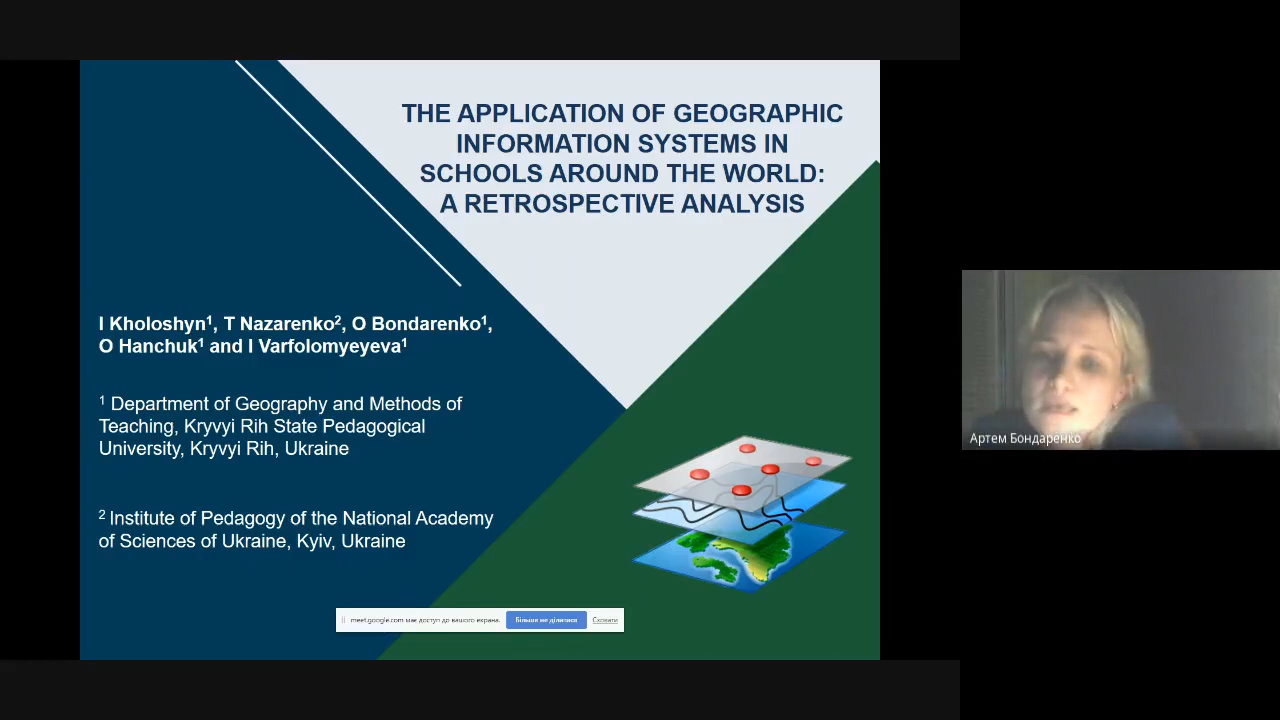 THE APPLICATION OF GEOGRAPHIC
INFORMATION SYSTEMS IN
SCHOOLS AROUND THE WORLD:
A RETROSPECTIVE ANALYSIS
I Kholoshyn¹, T Nazarenko², O Bondarenko¹,
O Hanchuk¹ and I Varfolomyeyeva¹
¹ Department of Geography and Methods of
Teaching, Kryvyi Rih State Pedagogical
University, Kryvyi Rih, Ukraine
² Institute of Pedagogy of the National Academy
of Sciences of Ukraine, Kyiv, Ukraine
meet.google.com має доступ до вашого екрана.
Більше не ділитися
Сховати
Артем Бондаренко